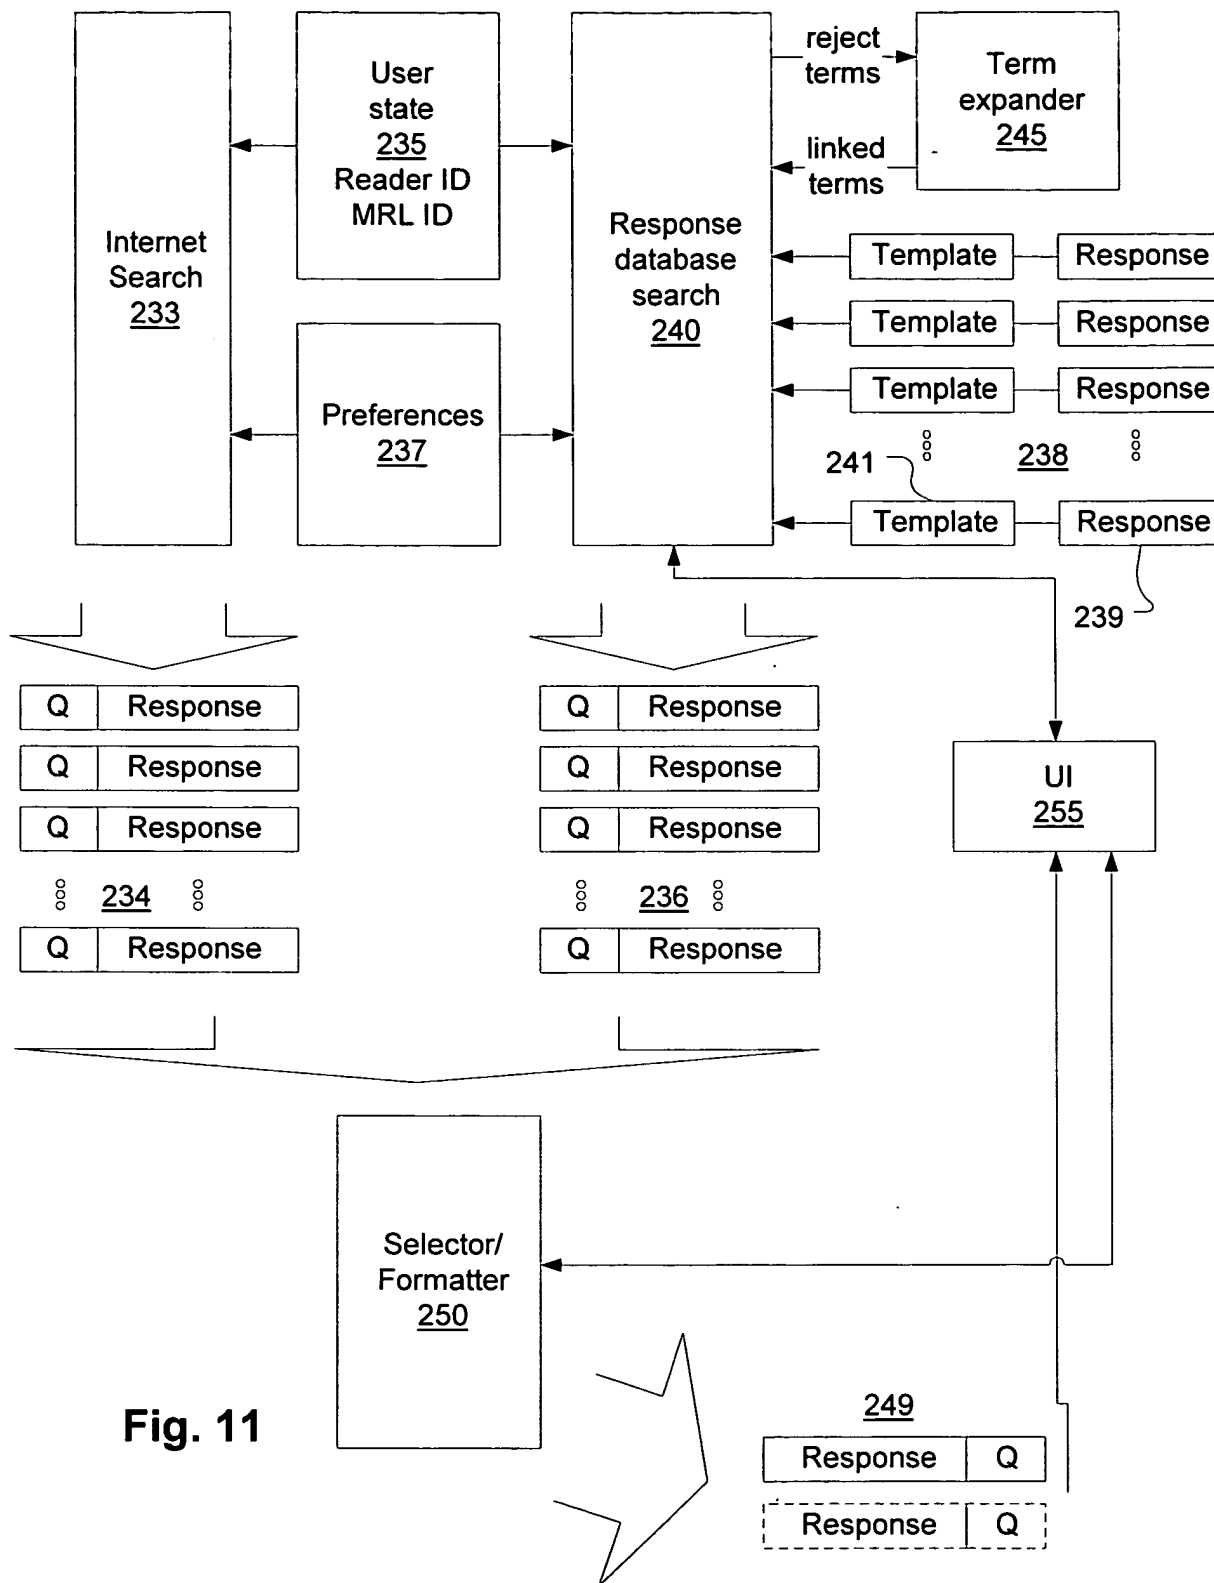 Internet
Search
233
User
state
235
Reader ID
MRL ID
Preferences
237
Response
database
search
240
reject
terms
linked
terms
Term
expander
245
Template Response
Template Response
Template Response
241 238
Template Response
239
Q Response
Q Response
Q Response
234
Q Response
Q Response
Q Response
Q Response
236
Q Response
UI
255
Selector/
Formatter
250
249
Response Q
Response Q
Fig. 11